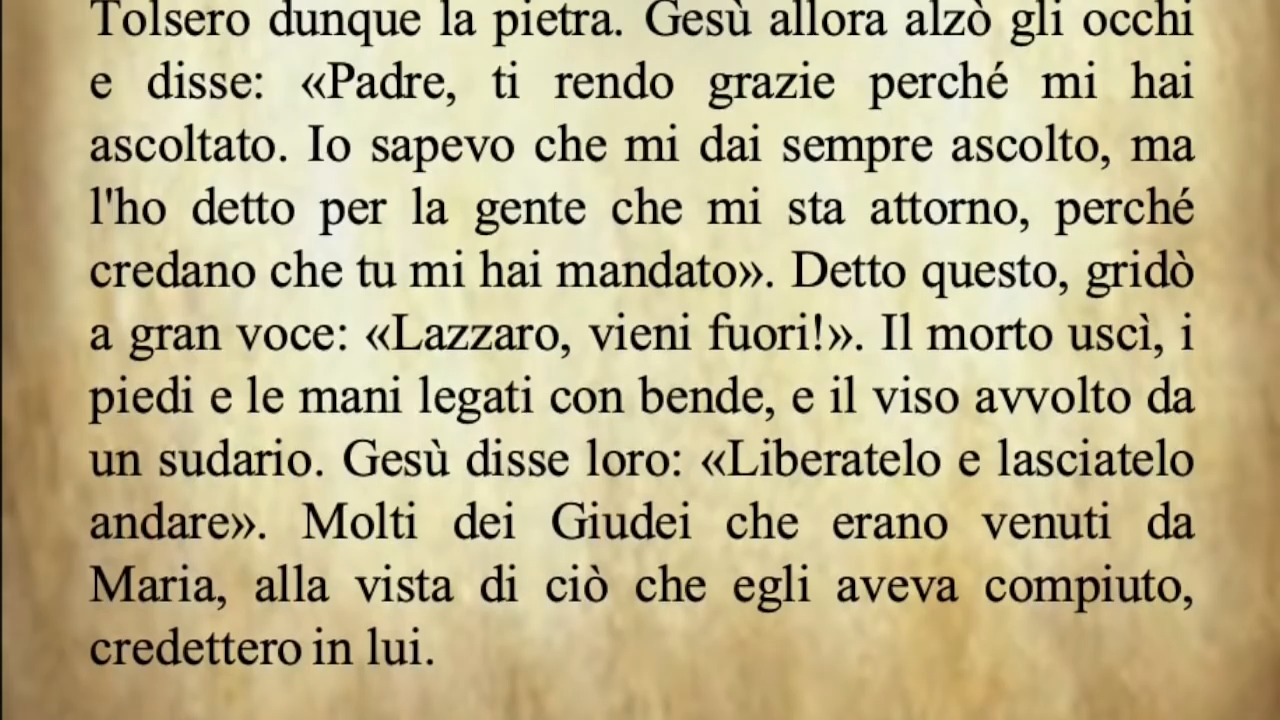 Tolsero dunque la pietra. Gesù allora alzò gli occhi
e disse: «Padre, ti rendo grazie perché mi hai
ascoltato. Io sapevo che mi dai sempre ascolto, ma
l'ho detto per la gente che mi sta attorno, perché
credano che tu mi hai mandato». Detto questo, gridò
a gran voce: «Lazzaro, vieni fuori!». Il morto uscì, i
piedi e le mani legati con bende, e il viso avvolto da
un sudario. Gesù disse loro: «Liberatelo e lasciatelo
andare». Molti dei Giudei che erano venuti da
Maria, alla vista di ciò che egli aveva compiuto,
credettero in lui.